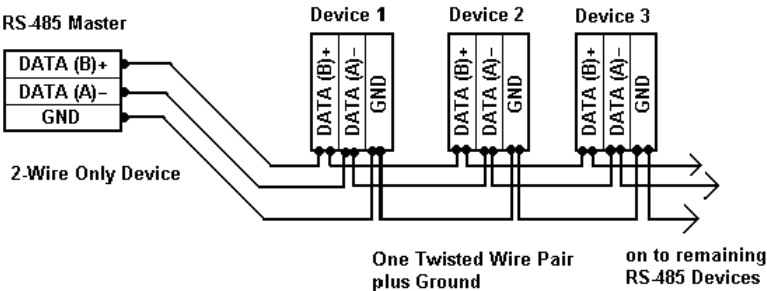 RS-485 Master
DATA (B)+
DATA (A)−
GND
2-Wire Only Device
Device 1
DATA (B)+
DATA (A)−
GND
Device 2
DATA (B)+
DATA (A)−
GND
Device 3
DATA (B)+
DATA (A)−
GND
One Twisted Wire Pair
plus Ground
on to remaining
RS-485 Devices